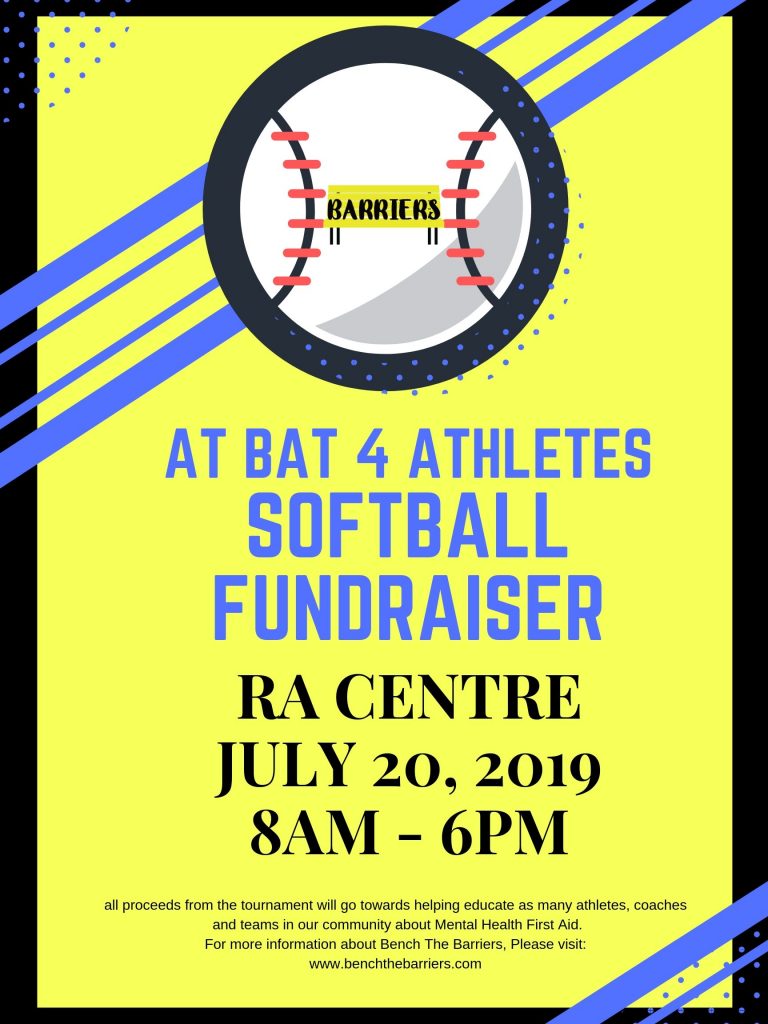 BARRIERS
AT BAT 4 ATHLETES
SOFTBALL
FUNDRAISER
RA CENTRE
JULY 20, 2019
8AM - 6PM
all proceeds from the tournament will go towards helping educate as many athletes, coaches
and teams in our community about Mental Health First Aid.
For more information about Bench The Barriers, Please visit:
www.benchthebarriers.com